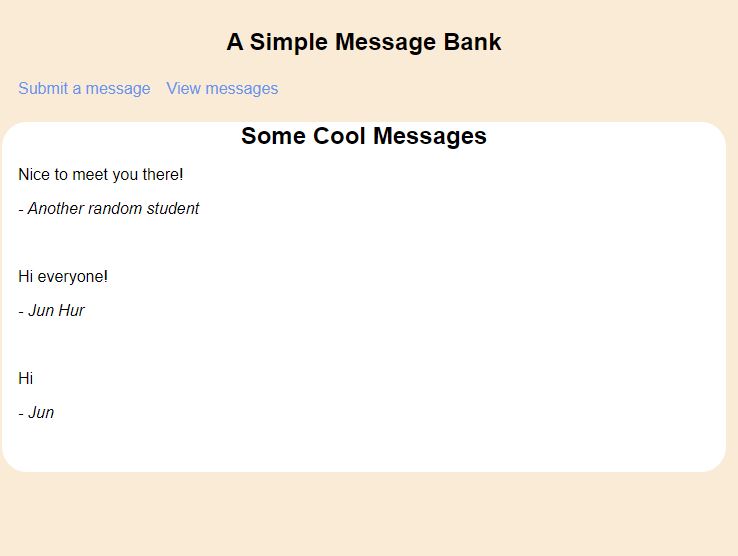 A Simple Message Bank
Submit a message View messages
Some Cool Messages
Nice to meet you there!
- Another random student
Hi everyone!
- Jun Hur
Hi
- Jun